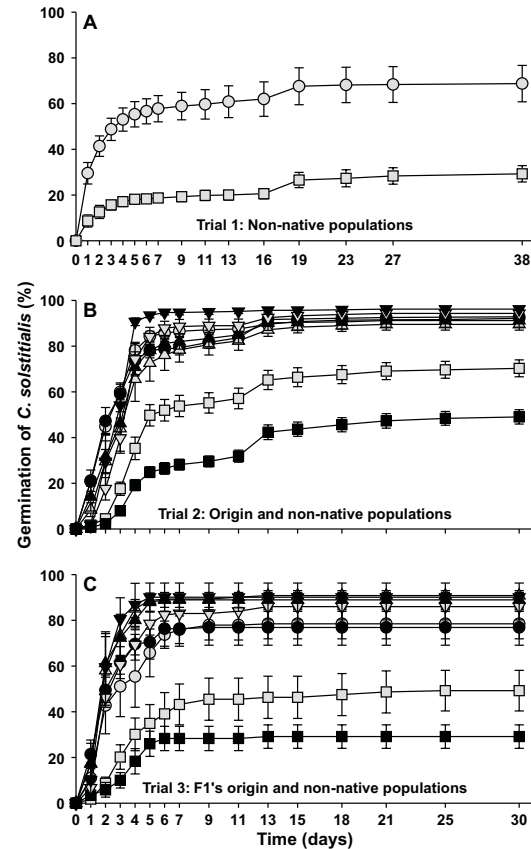 A
100
80
60
40
20
0
Trial 1: Non-native populations
0 1 2 3 4 5 6 7 9 11 13 16 19 23 27 38
Germination of C. solstitialis (%)
B
100
80
60
40
20
0
Trial 2: Origin and non-native populations
0 1 2 3 4 5 6 7 9 11 13 15 18 21 25 30
C
100
80
60
40
20
0
Trial 3: F1's origin and non-native populations
0 1 2 3 4 5 6 7 9 11 13 15 18 21 25 30
Time (days)